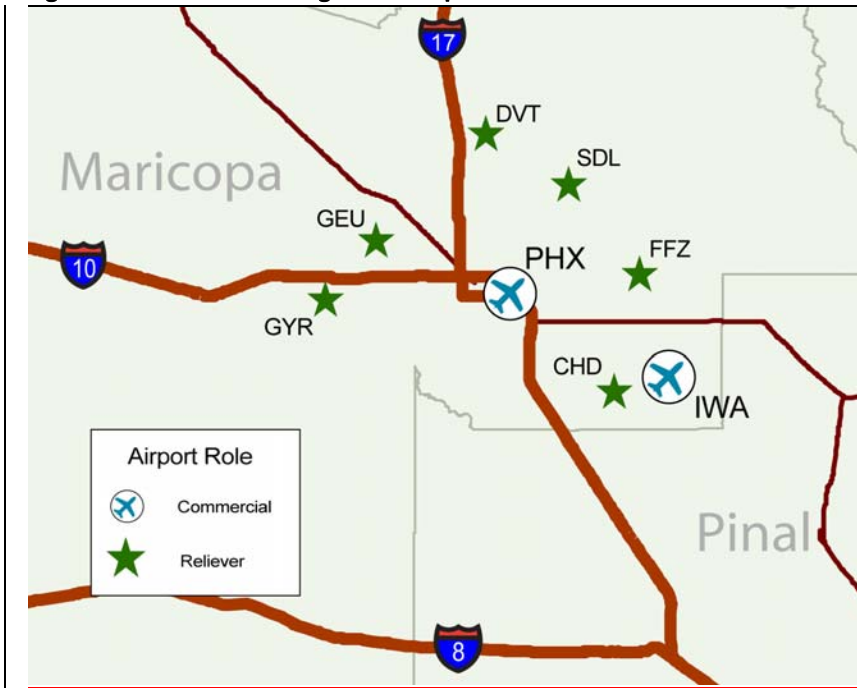 17
DVT
SDL
Maricopa
GEU
PHX
FFZ
10
GYR
CHD
IWA
Airport Role
Commercial
Reliever
Pinal
8